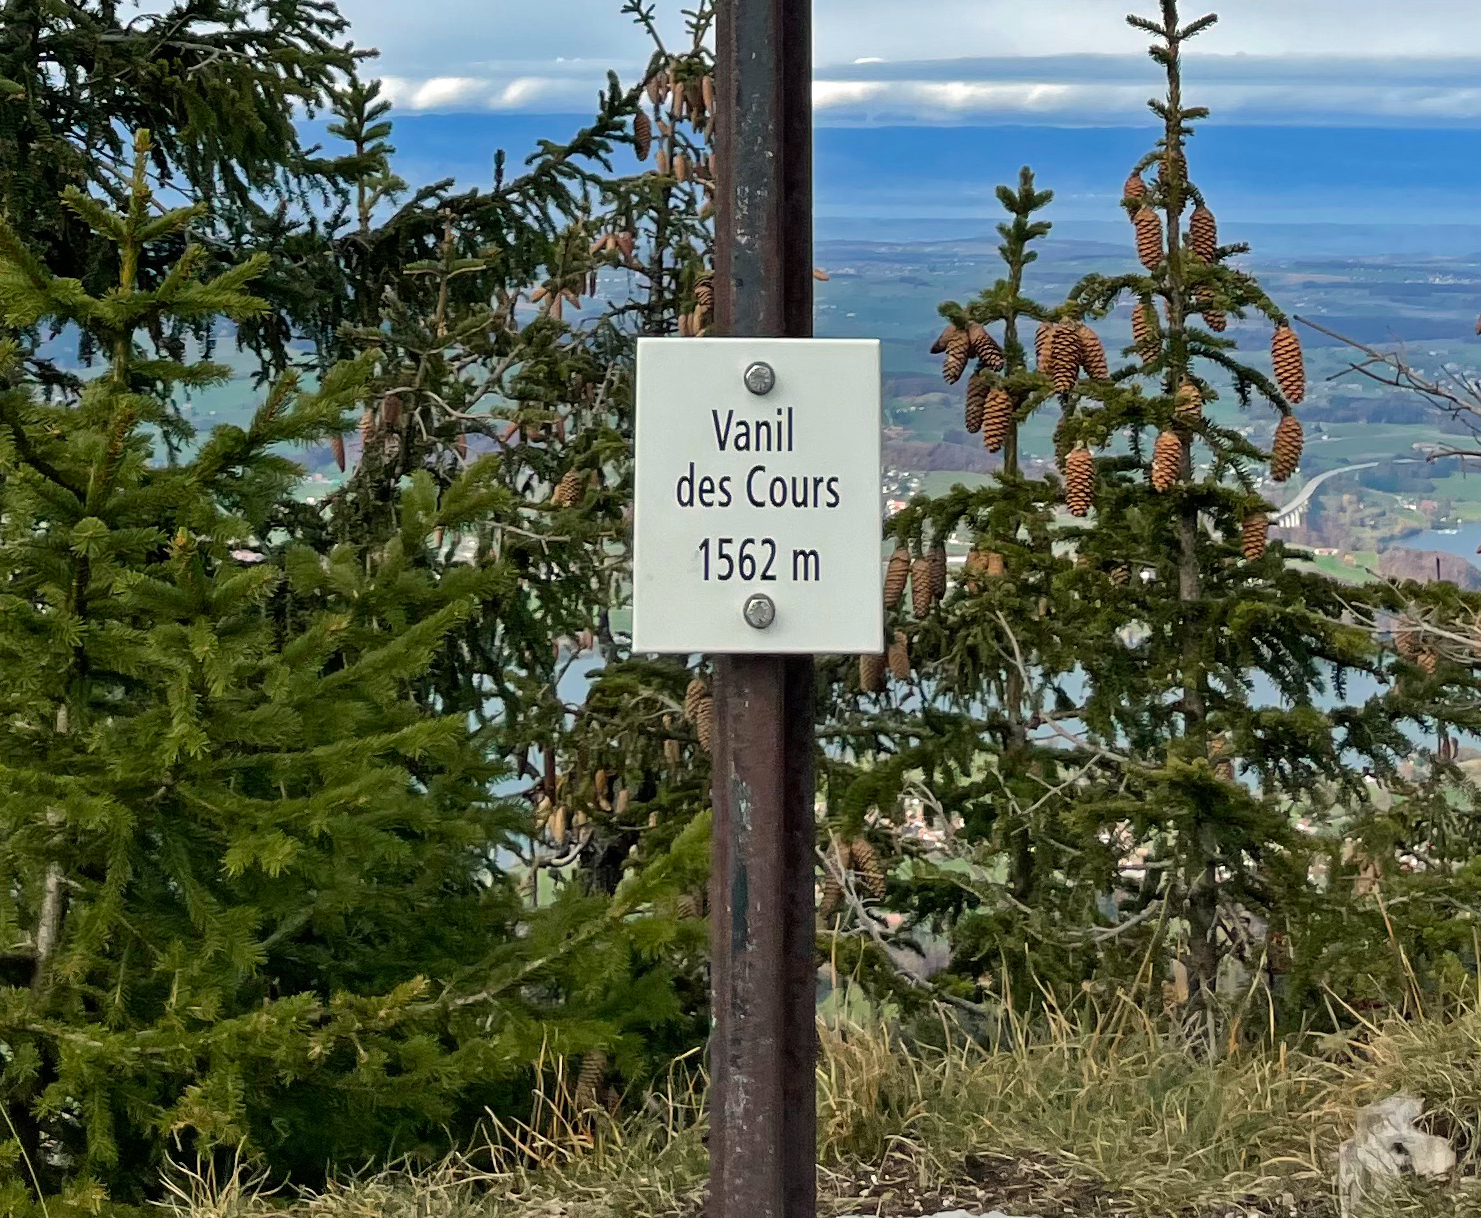 Vanil
des Cours
1562 m